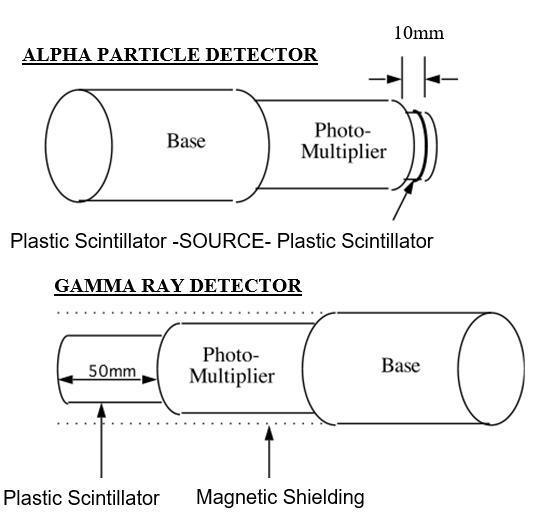 10mm
ALPHA PARTICLE DETECTOR
Base
Photo-
Multiplier
Plastic Scintillator -SOURCE- Plastic Scintillator
GAMMA RAY DETECTOR
50mm
Photo-
Multiplier
Base
Plastic Scintillator
Magnetic Shielding